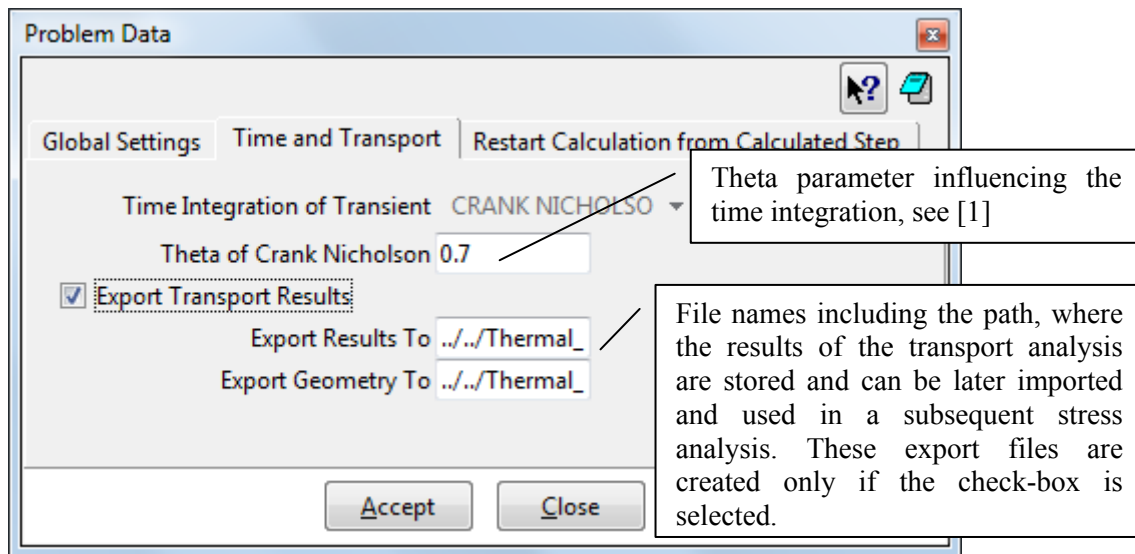 Problem Data
Global Settings Time and Transport Restart Calculation from Calculated Step
Theta parameter influencing the
time integration, see [1]
Time Integration of Transient CRANK NICHOLSO
Theta of Crank Nicholson 0.7
Export Transport Results
Export Results To ../../Thermal_
Export Geometry To ../../Thermal_
File names including the path, where
the results of the transport analysis
are stored and can be later imported
and used in a subsequent stress
analysis. These export files are
created only if the check-box is
selected.
Accept Close